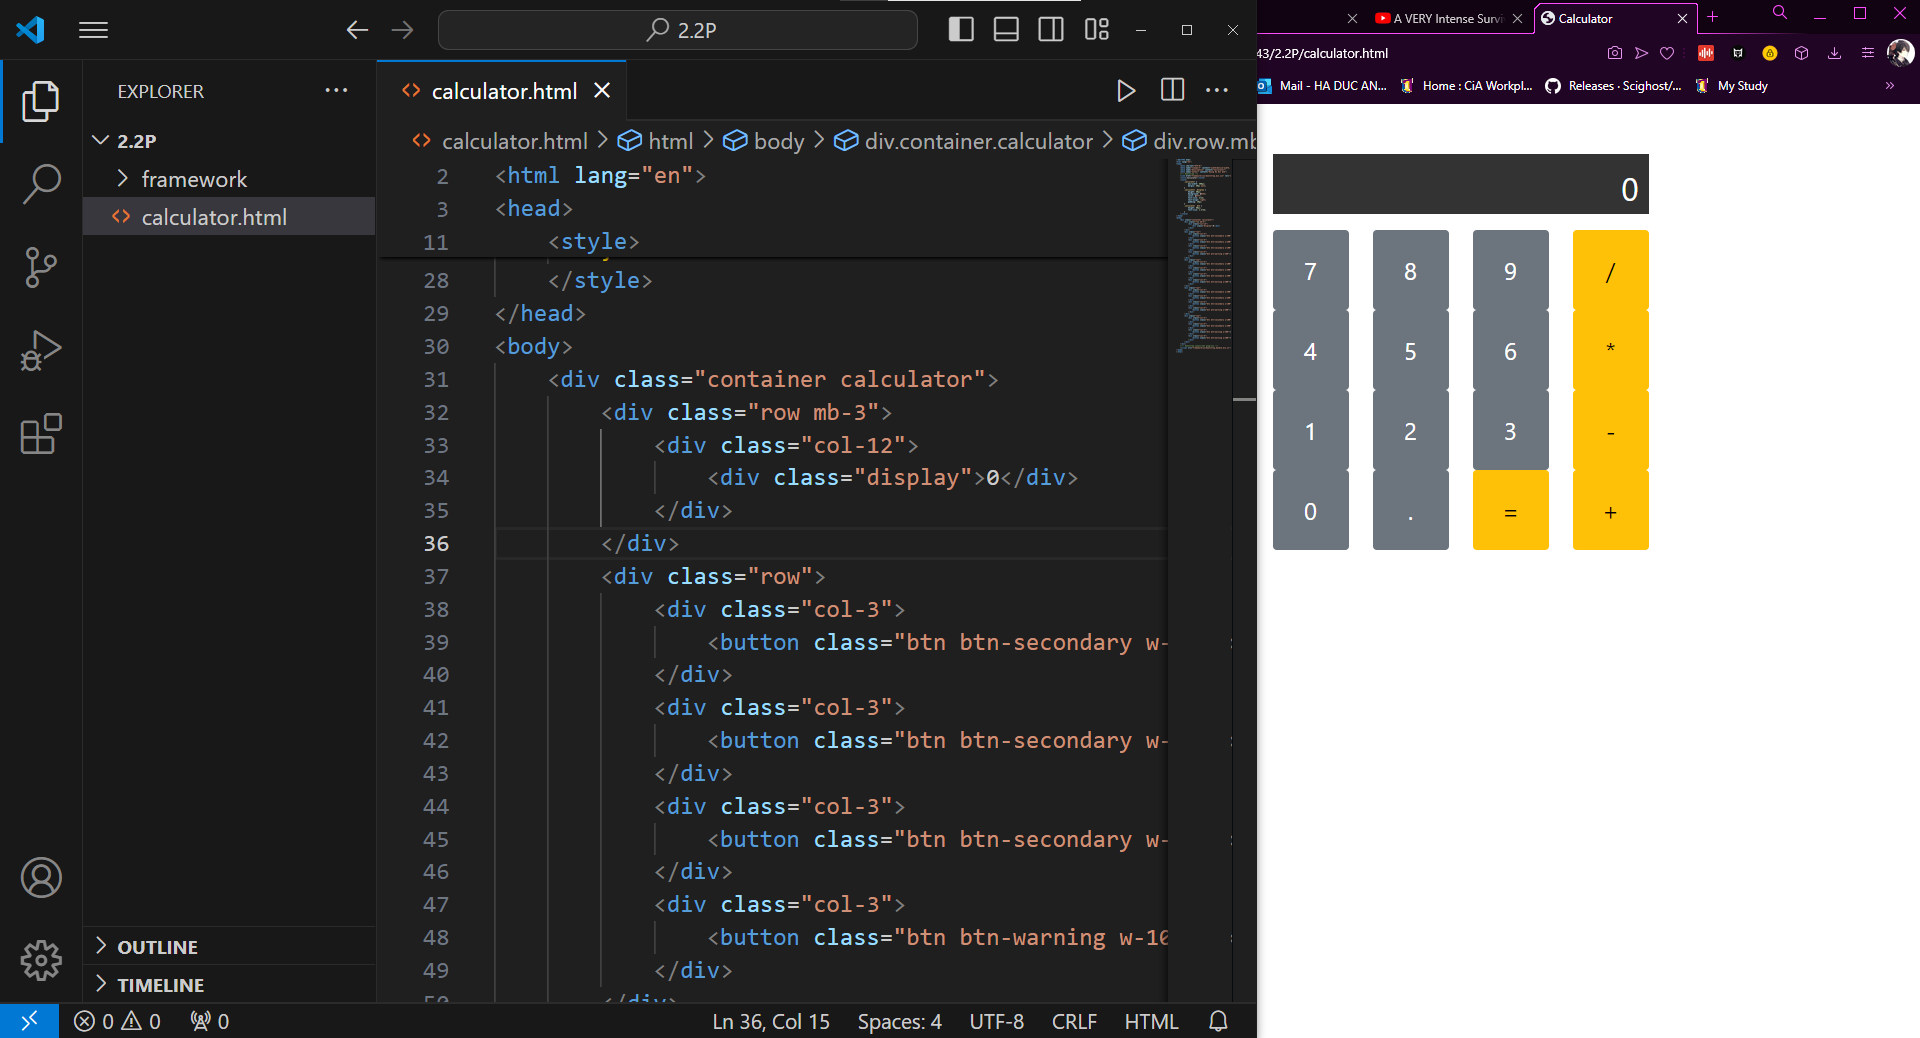 2.2P
EXPLORER
2.2P
framework
calculator.html
OUTLINE
TIMELINE
calculator.html
calculator.html > html > body > div.container.calculator > div.row.mb
2 <html lang="en">
3 <head>
11 <style>
28 </style>
29 </head>
30 <body>
31 <div class="container calculator">
32 <div class="row mb-3">
33 <div class="col-12">
34 <div class="display">0</div>
35 </div>
36 </div>
37 <div class="row">
38 <div class="col-3">
39 <button class="btn btn-secondary w-
40 </div>
41 <div class="col-3">
42 <button class="btn btn-secondary w-
43 </div>
44 <div class="col-3">
45 <button class="btn btn-secondary w-
46 </div>
47 <div class="col-3">
48 <button class="btn btn-warning w-10
49 </div>
50 </div>
0 0 0 Ln 36, Col 15 Spaces: 4 UTF-8 CRLF HTML
A VERY Intense Survi Calculator
43/2.2P/calculator.html
Mail - HA DUC AN... Home : CiA Workpl... Releases · Scighost/... My Study »
0
7 8 9 /
4 5 6 *
1 2 3 -
0 . = +